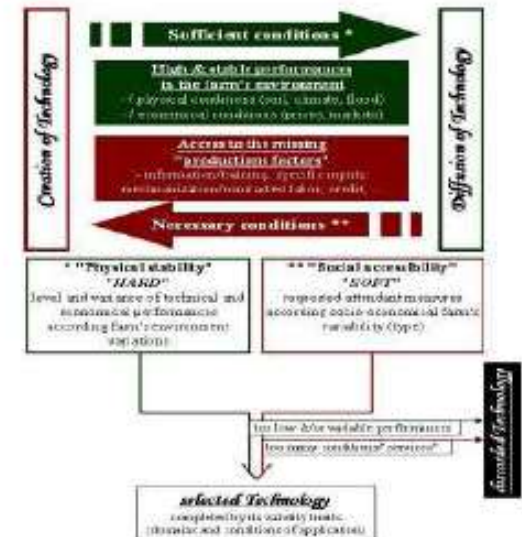 Creation of Technology
Sufficient conditions *
Diffusion of Technology
High & stable performances
in the farm's environment
- / physical conditions (soil, climate, flood)
- / economical conditions (prices, markets)
Access to the missing
"productions factors"
- information/training, specific inputs
mechanization/contracted labor, credit,
Necessary conditions **
* "Physical stability"
"HARD"
level and variance of technical and
economical performances
according farm's environment
variations
** "Social accessibility"
"SOFT"
requested attendant measures
according socio-economical farm's
variability (type)
too low &/or variable performances
too many conditions/"services"
discarded Technology
selected Technology
completed by its validity limits
(domains and conditions of application)